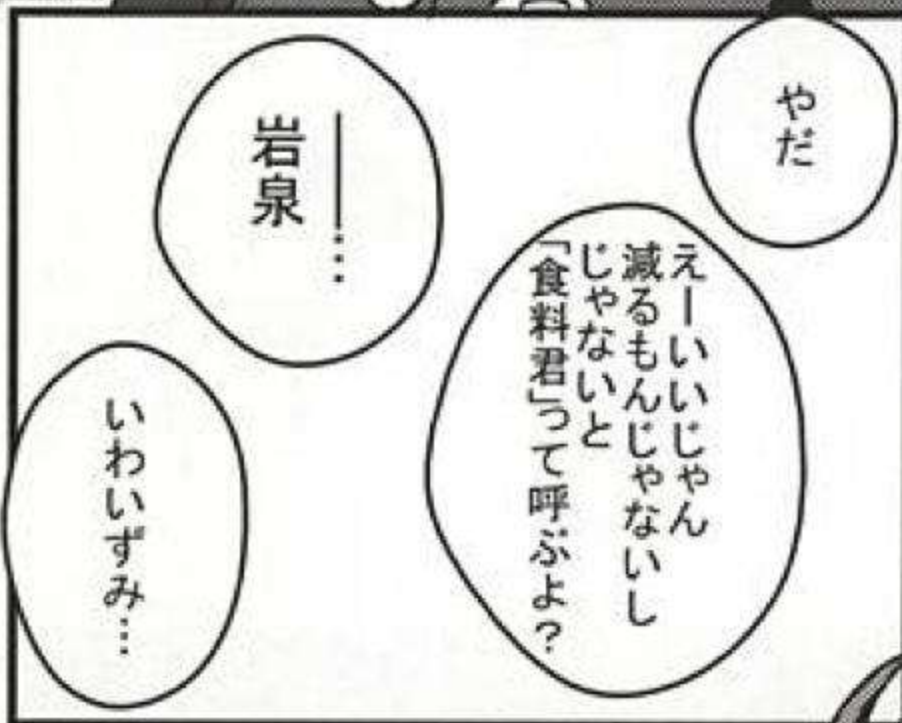 やだ
えーいいじゃん
減るもんじゃないし
じゃないと
「食料君」って呼ぶよ？
――…
岩泉
いわいずみ…